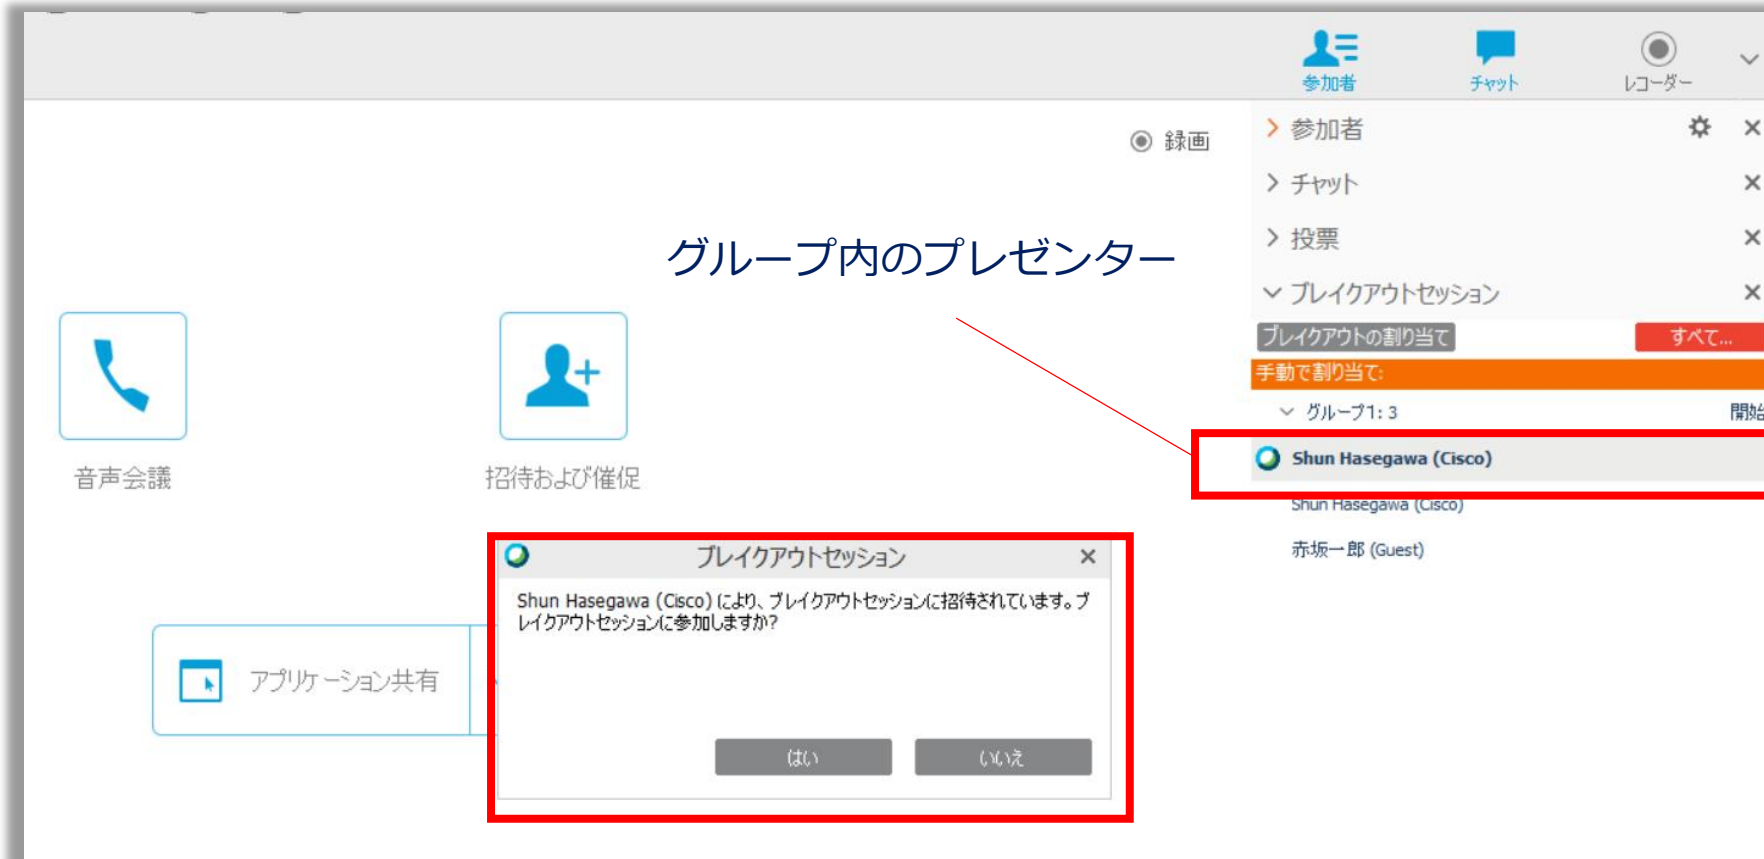 参加者
チャット
レコーダー
録画
参加者
チャット
投票
ブレイクアウトセッション
ブレイクアウトの割り当て
すべて...
手動で割り当て:
グループ1: 3
開始
Shun Hasegawa (Cisco)
Shun Hasegawa (Cisco)
赤坂一郎 (Guest)
グループ内のプレゼンター
音声会議
招待および催促
アプリケーション共有
ブレイクアウトセッション
Shun Hasegawa (Cisco) により、ブレイクアウトセッションに招待されています。ブ
レイクアウトセッションに参加しますか?
はい
いいえ